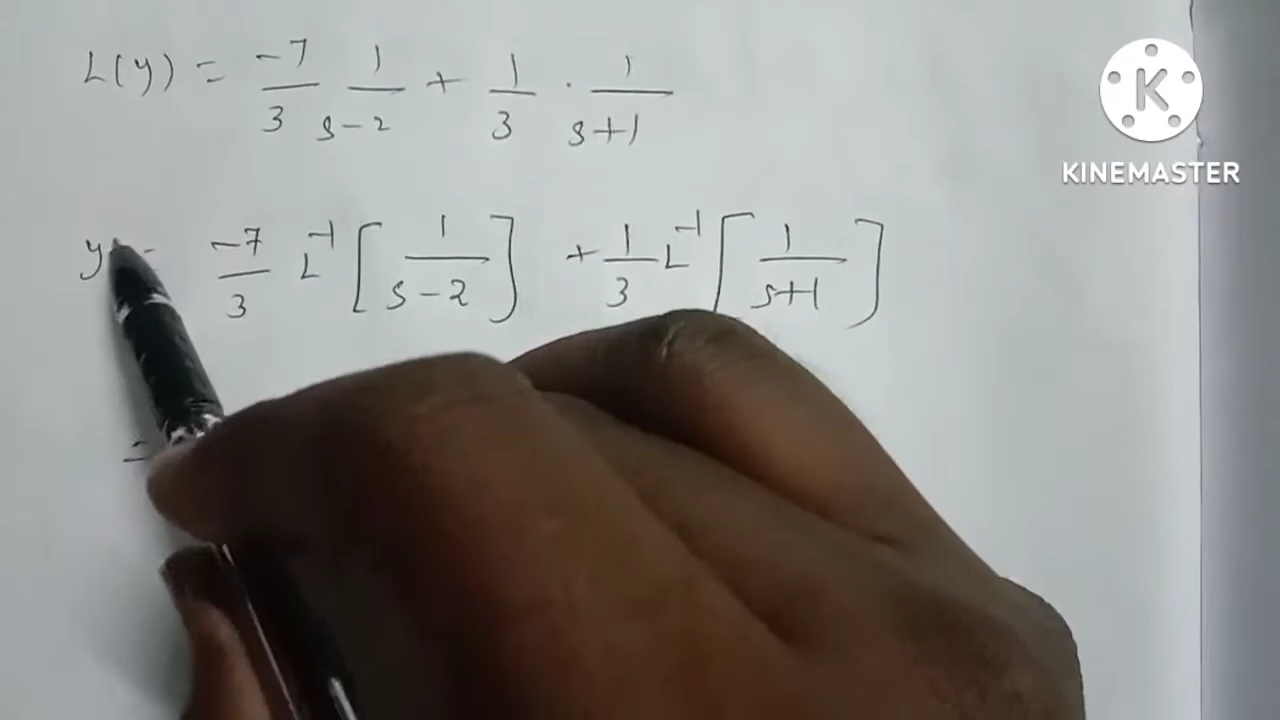 L(y) = -7/3 1/s-2 + 1/3 · 1/s+1
K
KINEMASTER
y = -7/3 L⁻¹ [1/s-2] + 1/3 L⁻¹ [1/s+1]
=